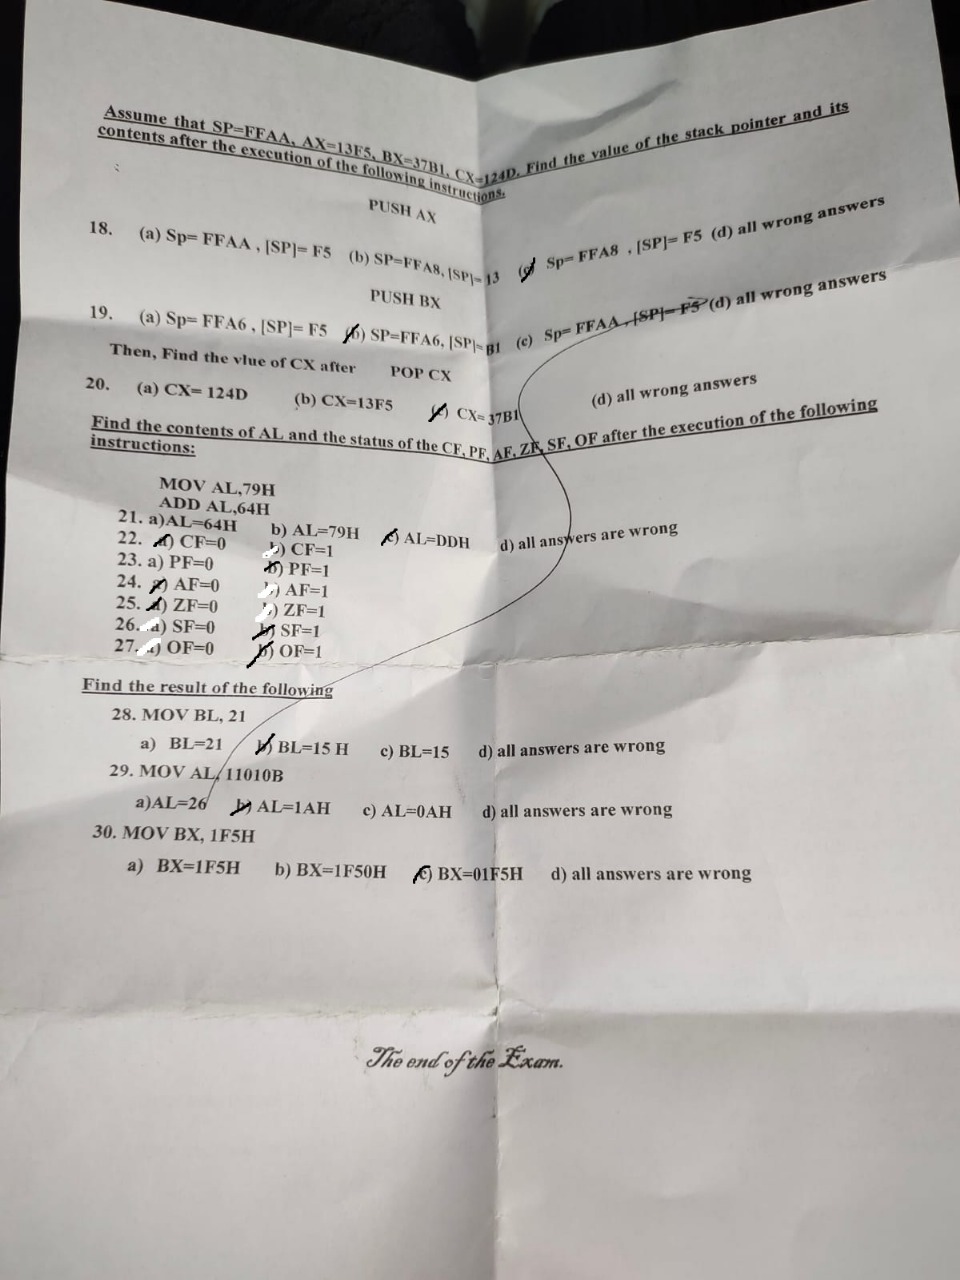 Assume that SP=FFAA, AX=13F5, BX=37B1, CX=124D. Find the value of the stack pointer and its
contents after the execution of the following instructions.
PUSH AX
18. (a) Sp= FFAA , [SP]= F5 (b) SP=FFA8, [SP]= 13 (c) Sp= FFA8 , [SP]= F5 (d) all wrong answers
PUSH BX
19. (a) Sp= FFA6 , [SP]= F5 (b) SP=FFA6, [SP]= B1 (c) Sp= FFAA , [SP]= F5 (d) all wrong answers
Then, Find the vlue of CX after POP CX
20. (a) CX= 124D (b) CX=13F5 (c) CX= 37B1 (d) all wrong answers
Find the contents of AL and the status of the CF, PF, AF, ZF, SF, OF after the execution of the following
instructions:
MOV AL,79H
ADD AL,64H
21. a)AL=64H b) AL=79H c) AL=DDH d) all answers are wrong
22. a) CF=0 b) CF=1
23. a) PF=0 b) PF=1
24. a) AF=0 b) AF=1
25. a) ZF=0 b) ZF=1
26. a) SF=0 b) SF=1
27. a) OF=0 b) OF=1
Find the result of the following
28. MOV BL, 21
a) BL=21 b) BL=15 H c) BL=15 d) all answers are wrong
29. MOV AL, 11010B
a)AL=26 b) AL=1AH c) AL=0AH d) all answers are wrong
30. MOV BX, 1F5H
a) BX=1F5H b) BX=1F50H c) BX=01F5H d) all answers are wrong
The end of the Exam.